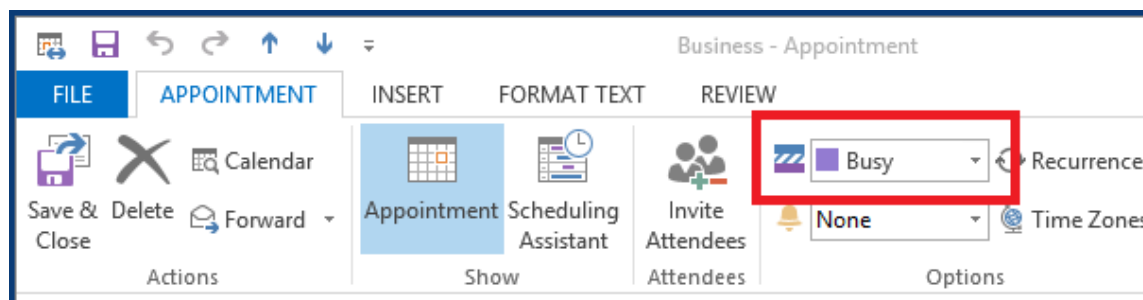 Business - Appointment
FILE APPOINTMENT INSERT FORMAT TEXT REVIEW
Calendar Busy Recurrence
Save & Close Delete Forward Appointment Scheduling Assistant Invite Attendees None Time Zones
Actions Show Attendees Options